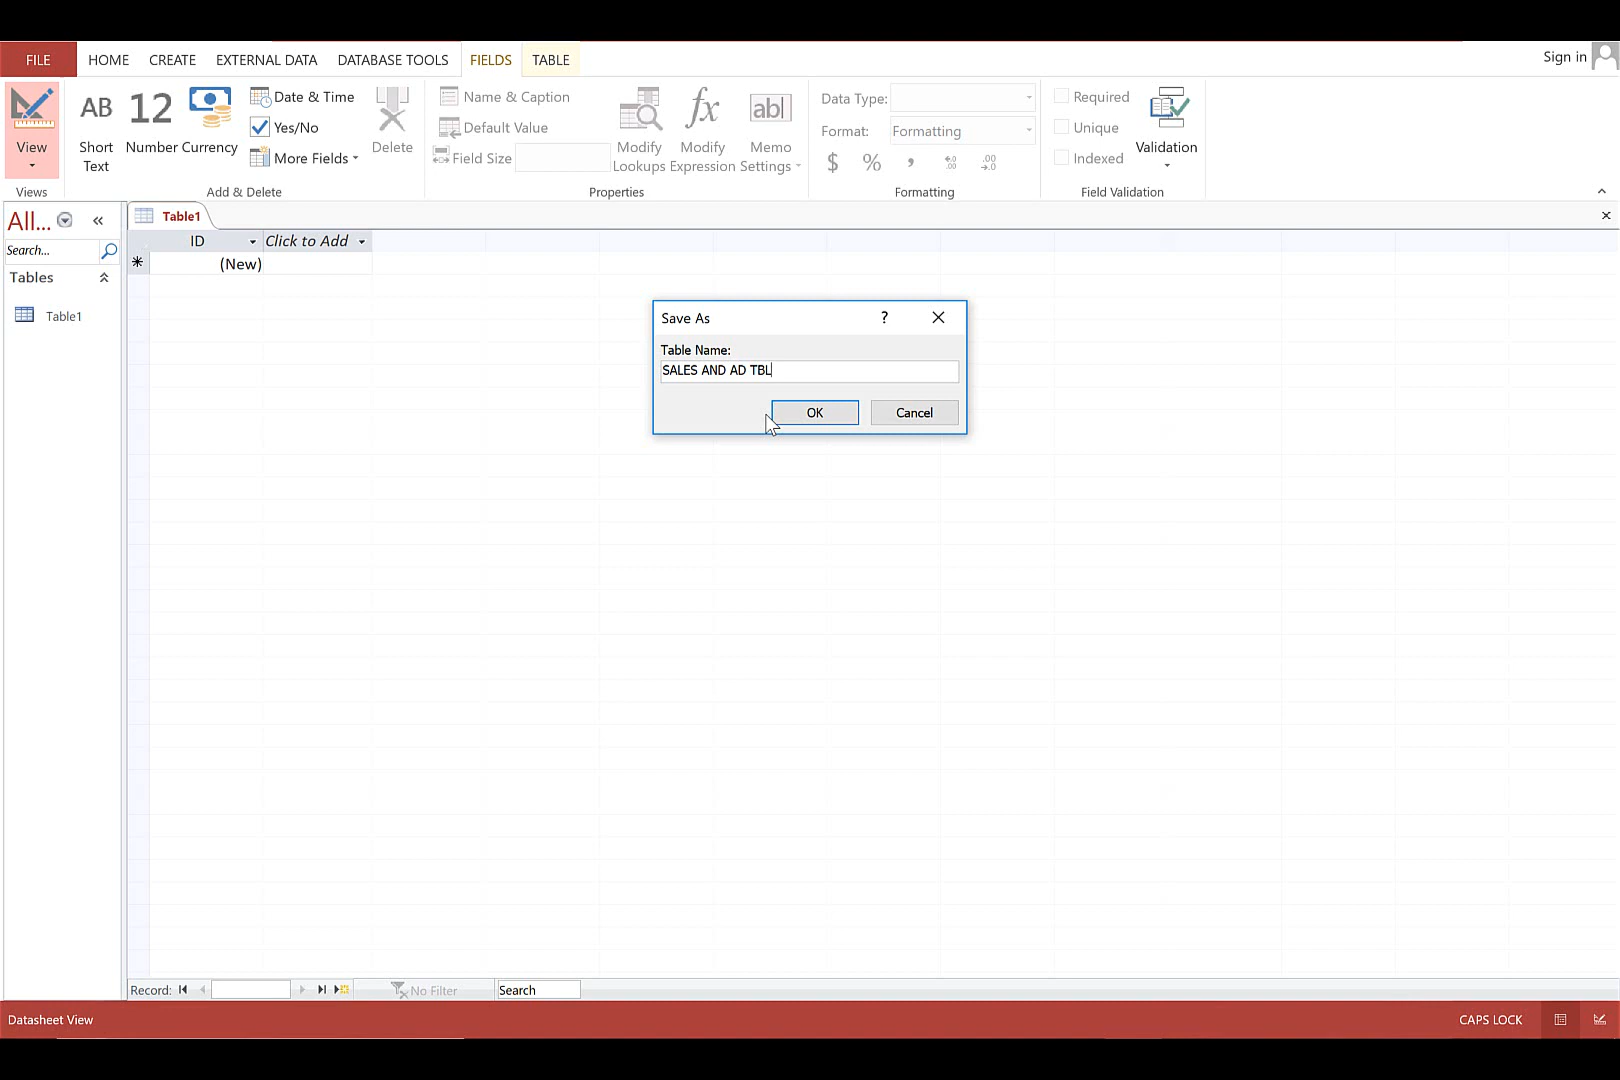 FILE HOME CREATE EXTERNAL DATA DATABASE TOOLS FIELDS TABLE Sign in
View
AB Short Text
12 Number
Currency
Date & Time
Yes/No
More Fields
Delete
Name & Caption
Default Value
Field Size
Modify Lookups
fx Modify Expression
ab| Memo Settings
Data Type:
Format: Formatting
$ % , .00 .00
Required
Unique
Indexed
Validation
Views Add & Delete Properties Formatting Field Validation
All...
Search...
Tables
Table1
Table1
ID Click to Add
(New)
Save As ?
Table Name:
SALES AND AD TBL
OK Cancel
Record: No Filter Search
Datasheet View CAPS LOCK